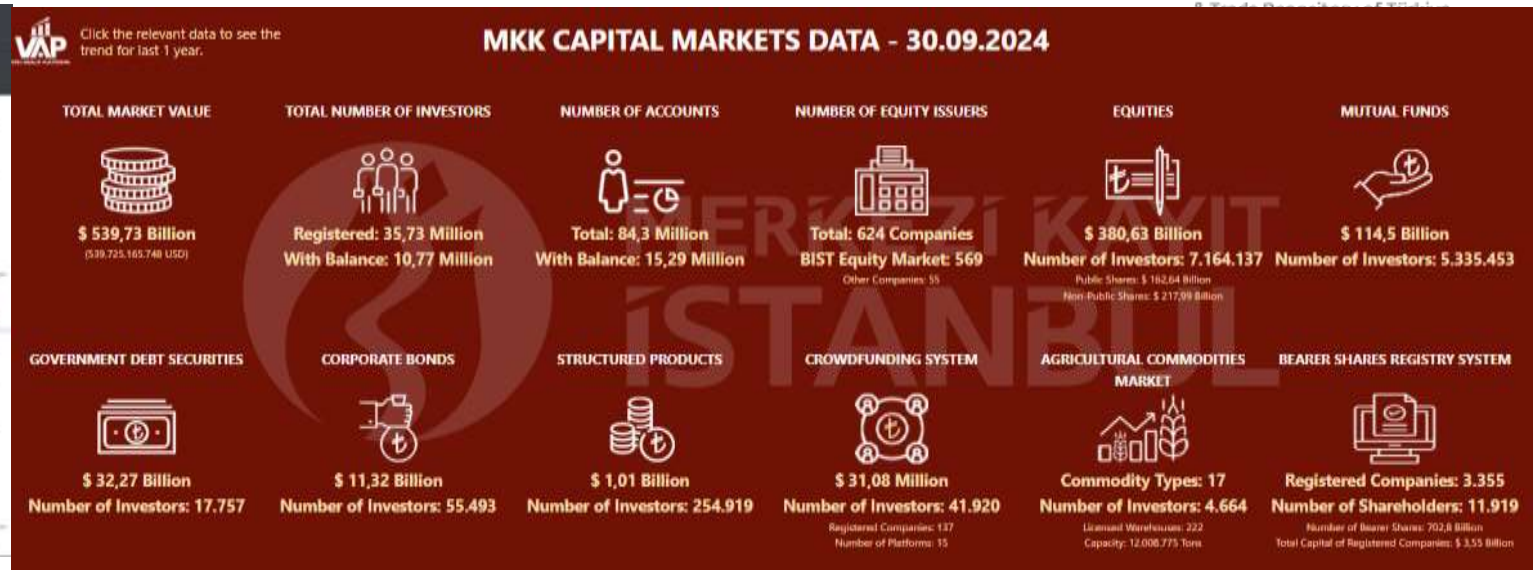 VAP
Click the relevant data to see the
trend for last 1 year.
MKK CAPITAL MARKETS DATA - 30.09.2024
TOTAL MARKET VALUE
$ 539,73 Billion
(539.725.165.748 USD)
TOTAL NUMBER OF INVESTORS
Registered: 35,73 Million
With Balance: 10,77 Million
NUMBER OF ACCOUNTS
Total: 84,3 Million
With Balance: 15,29 Million
NUMBER OF EQUITY ISSUERS
Total: 624 Companies
BIST Equity Market: 569
Other Companies: 55
EQUITIES
$ 380,63 Billion
Number of Investors: 7.164.137
Public Shares: $ 162,64 Billion
Non-Public Shares: $ 217,99 Billion
MUTUAL FUNDS
$ 114,5 Billion
Number of Investors: 5.335.453
MERKEZİ KAYIT
İSTANBUL
GOVERNMENT DEBT SECURITIES
$ 32,27 Billion
Number of Investors: 17.757
CORPORATE BONDS
$ 11,32 Billion
Number of Investors: 55.493
STRUCTURED PRODUCTS
$ 1,01 Billion
Number of Investors: 254.919
CROWDFUNDING SYSTEM
$ 31,08 Million
Number of Investors: 41.920
Registered Companies: 137
Number of Platforms: 15
AGRICULTURAL COMMODITIES
MARKET
Commodity Types: 17
Number of Investors: 4.664
Licensed Warehouses: 222
Capacity: 12.008.775 Tons
BEARER SHARES REGISTRY SYSTEM
Registered Companies: 3.355
Number of Shareholders: 11.919
Number of Bearer Shares: 702,8 Billion
Total Capital of Registered Companies: $ 3,55 Billion